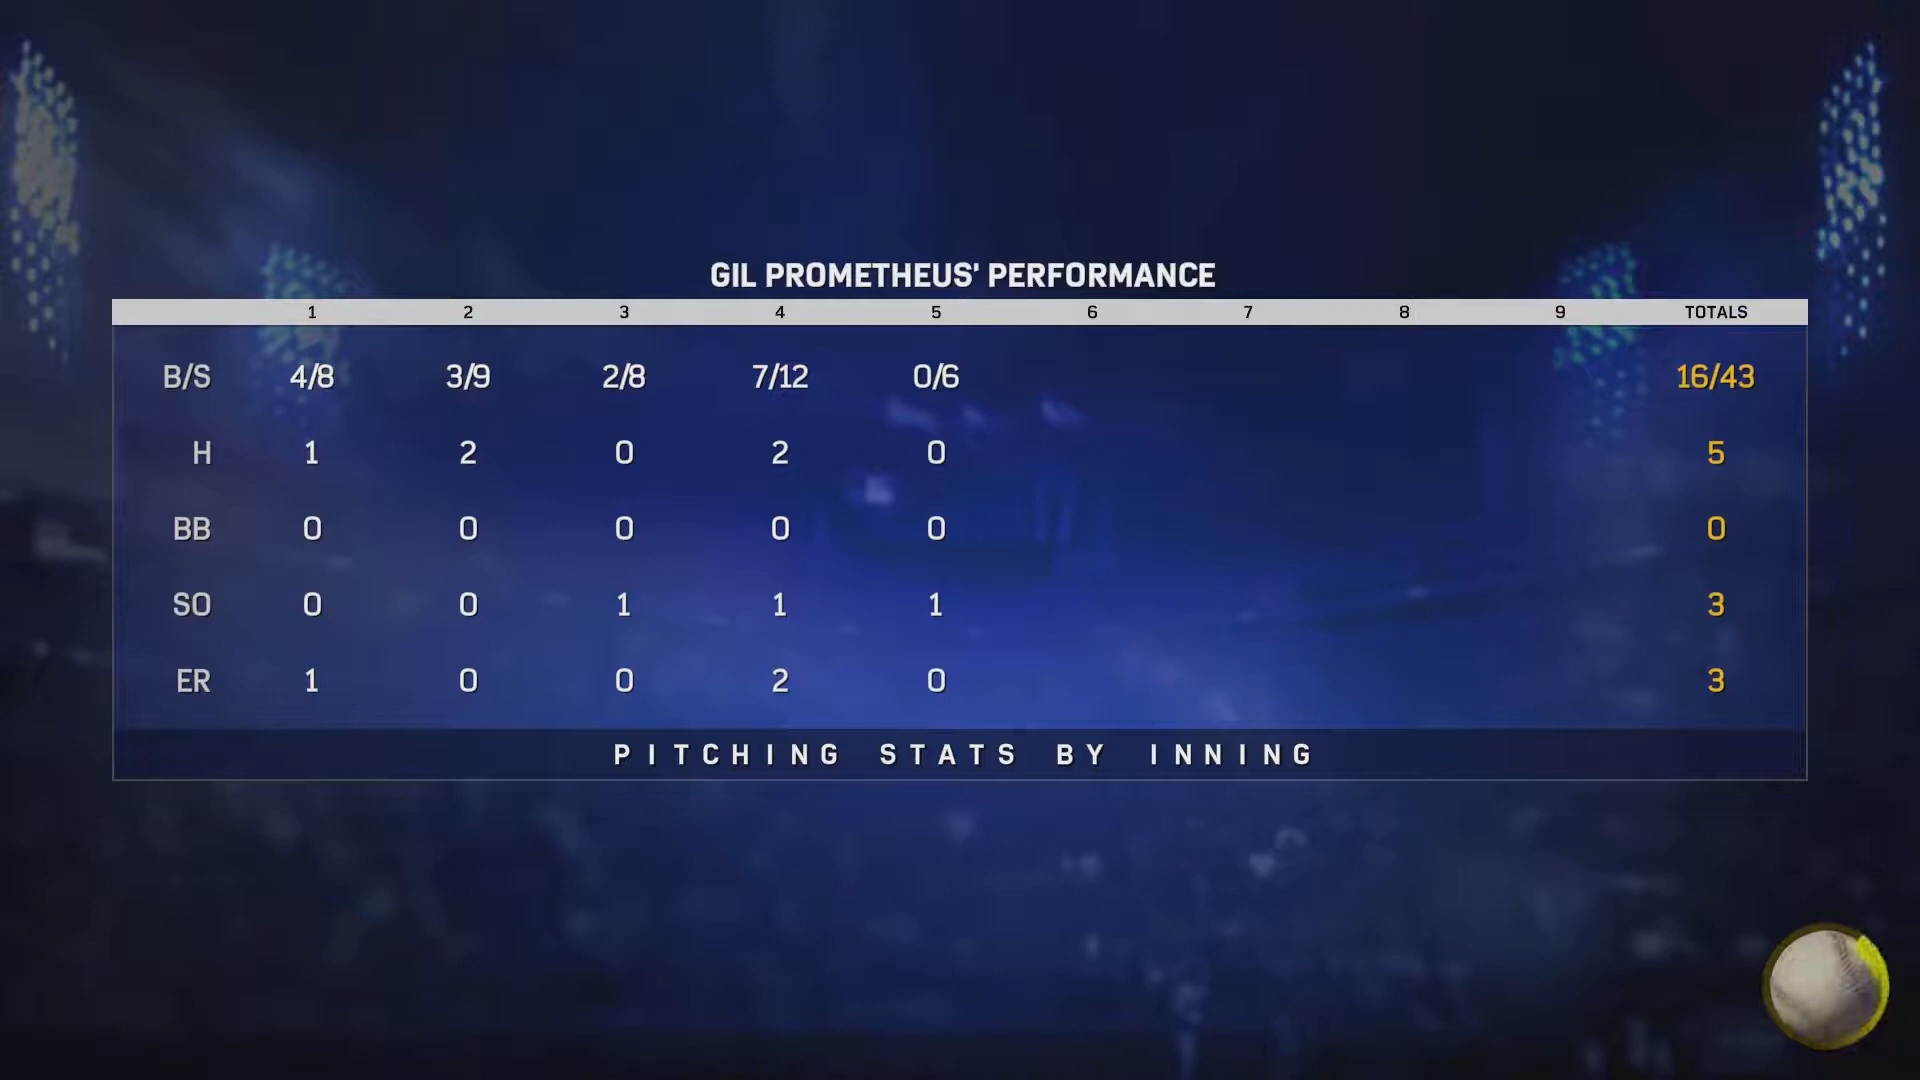 GIL PROMETHEUS' PERFORMANCE
1 2 3 4 5 6 7 8 9 TOTALS
B/S 4/8 3/9 2/8 7/12 0/6 16/43
H 1 2 0 2 0 5
BB 0 0 0 0 0 0
SO 0 0 1 1 1 3
ER 1 0 0 2 0 3
PITCHING STATS BY INNING